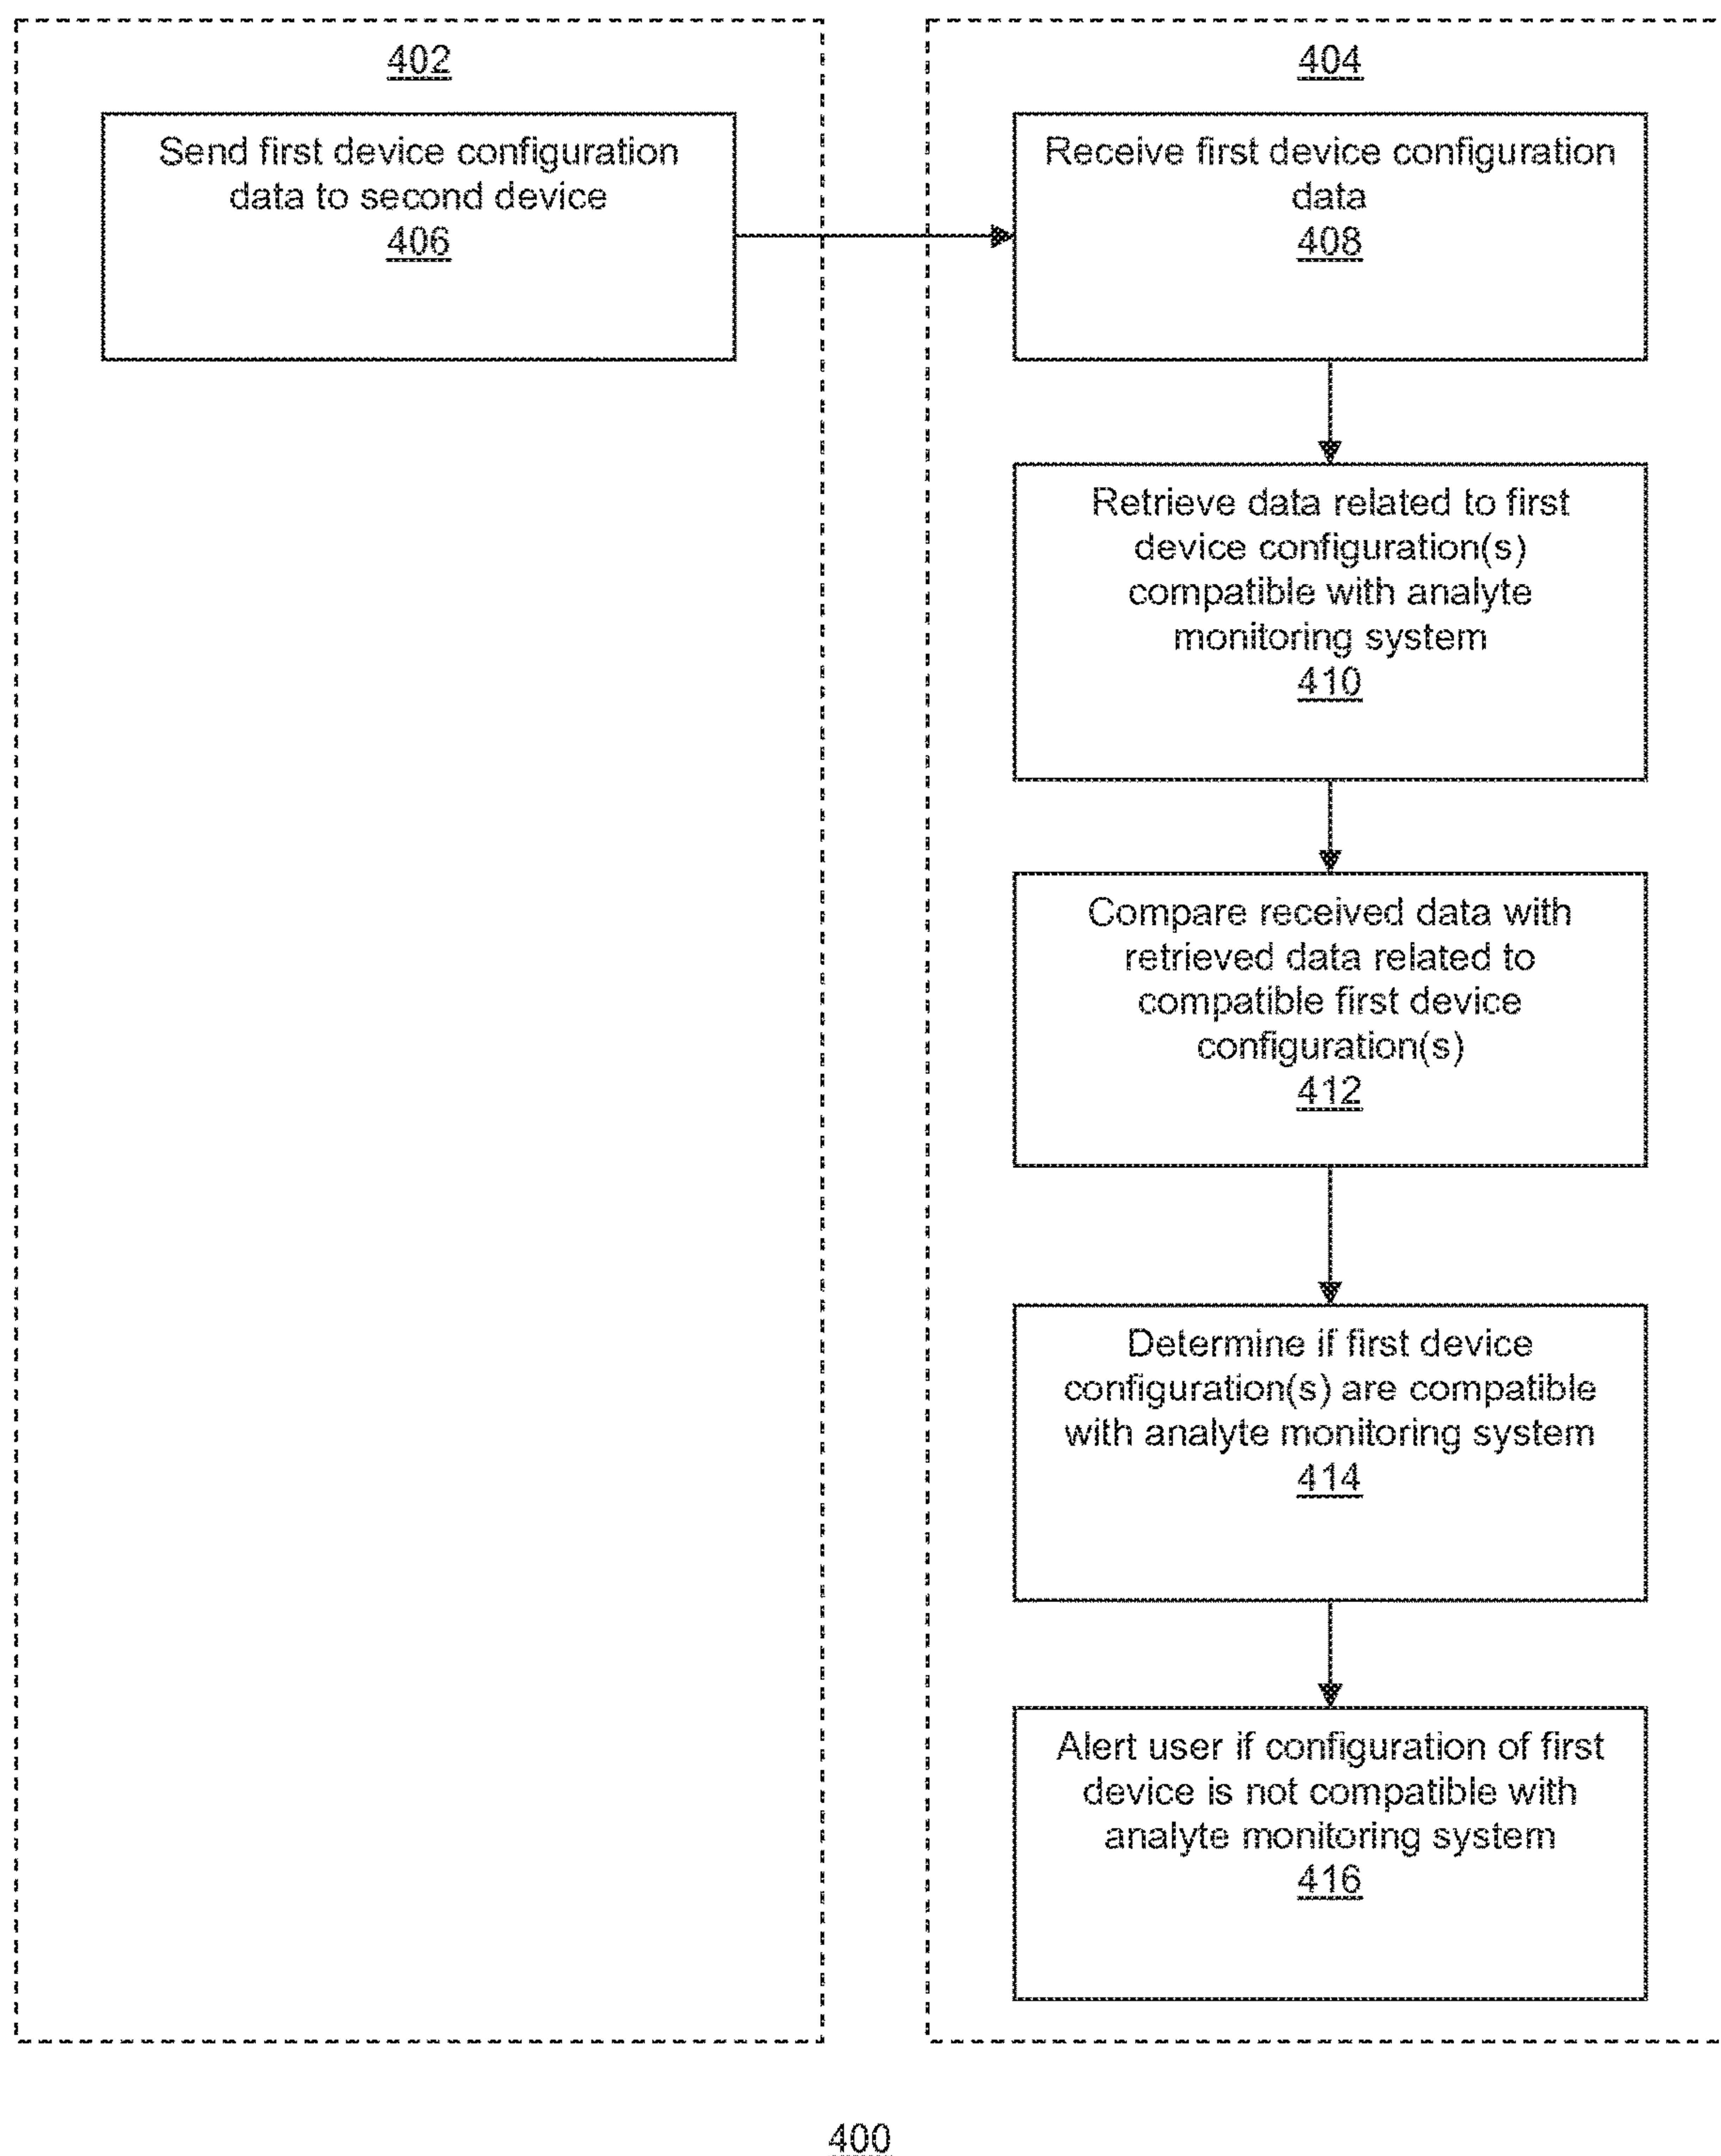 402
Send first device configuration
data to second device
406
404
Receive first device configuration
data
408
Retrieve data related to first
device configuration(s)
compatible with analyte
monitoring system
410
Compare received data with
retrieved data related to
compatible first device
configuration(s)
412
Determine if first device
configuration(s) are compatible
with analyte monitoring system
414
Alert user if configuration of first
device is not compatible with
analyte monitoring system
416
400